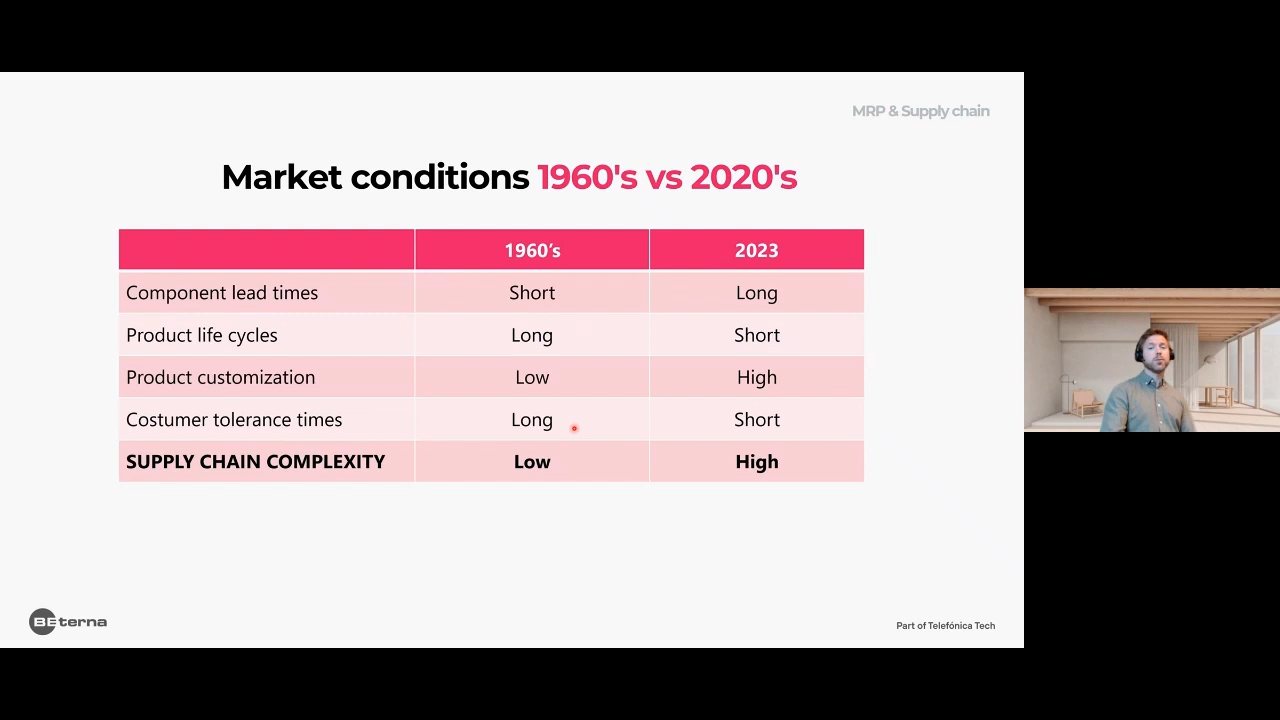 MRP & Supply chain
Market conditions 1960's vs 2020's
1960’s 2023
Component lead times Short Long
Product life cycles Long Short
Product customization Low High
Costumer tolerance times Long Short
SUPPLY CHAIN COMPLEXITY Low High
BEterna
Part of Telefónica Tech